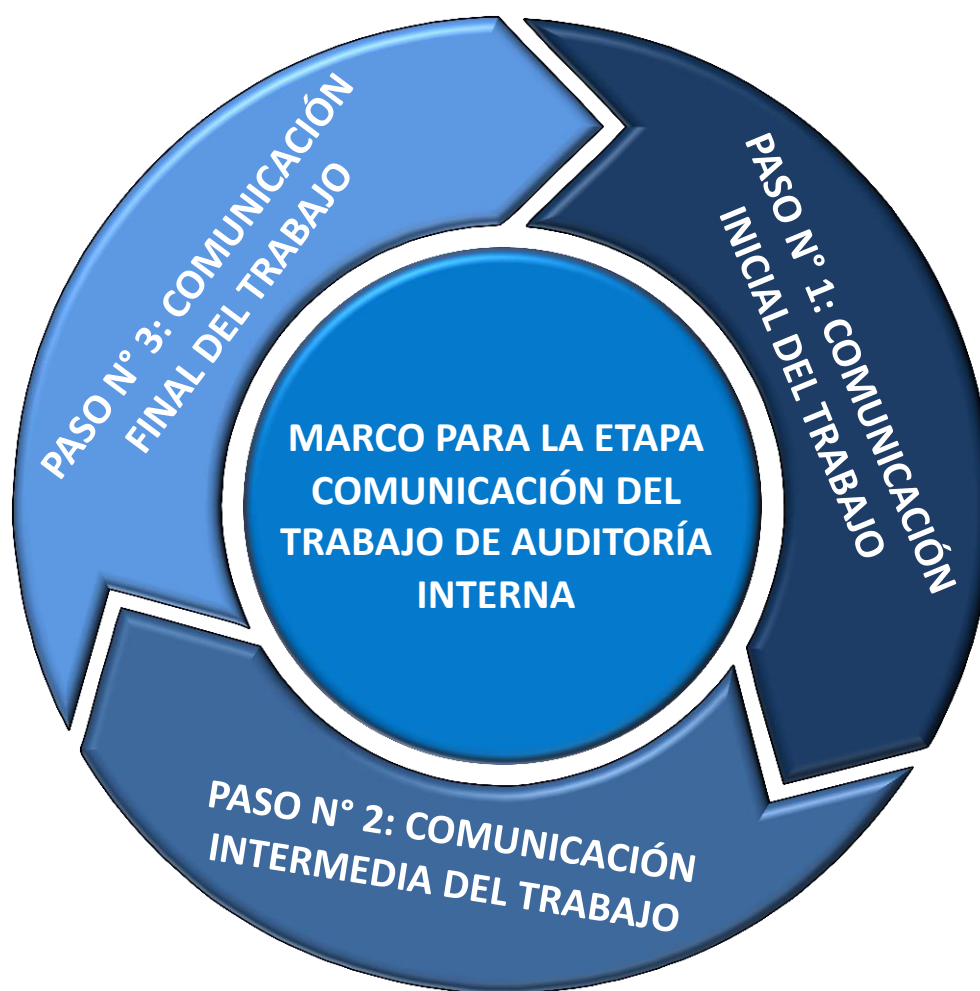 MARCO PARA LA ETAPA
COMUNICACIÓN DEL
TRABAJO DE AUDITORÍA
INTERNA
PASO N° 1: COMUNICACIÓN
INICIAL DEL TRABAJO
PASO N° 2: COMUNICACIÓN
INTERMEDIA DEL TRABAJO
PASO N° 3: COMUNICACIÓN
FINAL DEL TRABAJO